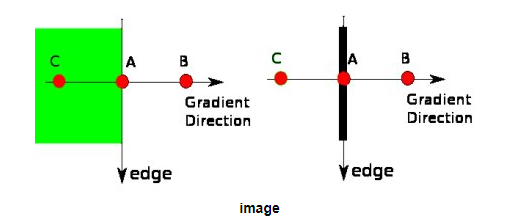 C A B
Gradient
Direction
edge
C A B
Gradient
Direction
edge
image